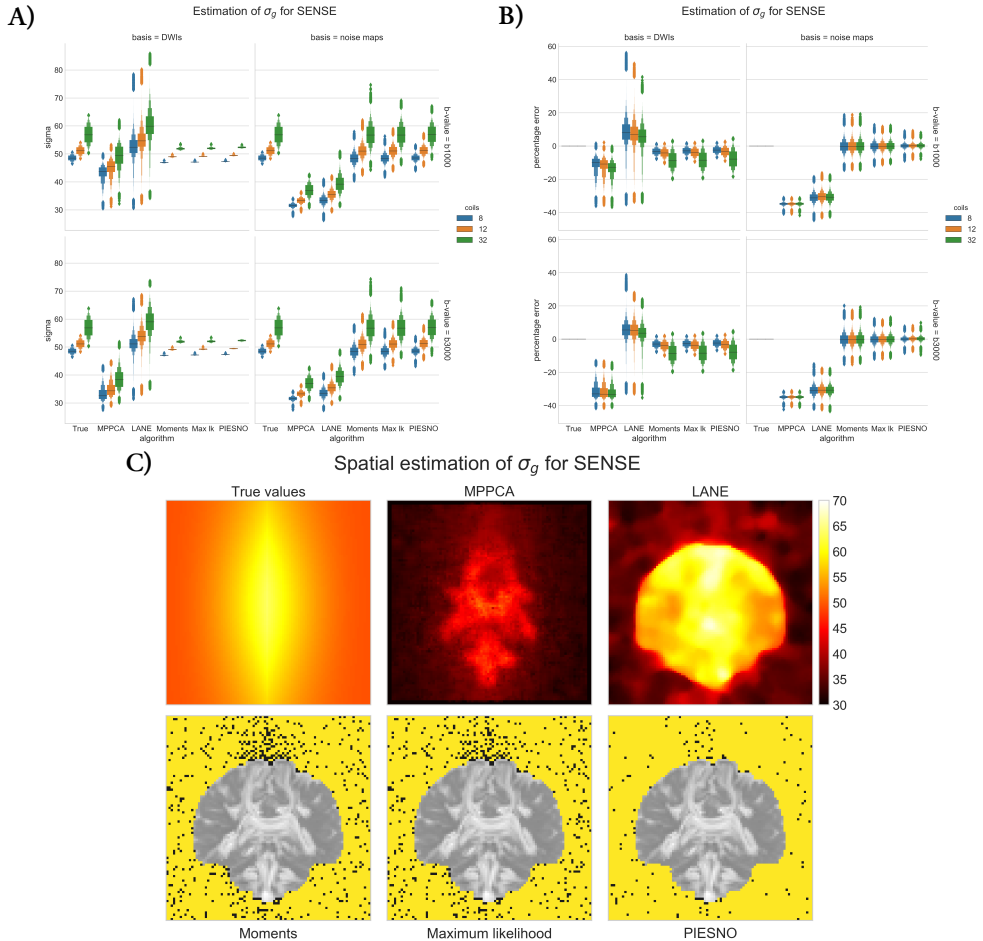 A)
Estimation of σg for SENSE
basis = DWIs
basis = noise maps
80
70
60
50
40
30
sigma
b-value = b1000
80
70
60
50
40
30
sigma
b-value = b3000
True MPPCA LANE Moments Max lk PIESNO
algorithm
True MPPCA LANE Moments Max lk PIESNO
algorithm
coils
8
12
32
B)
Estimation of σg for SENSE
basis = DWIs
basis = noise maps
60
40
20
0
−20
−40
percentage error
b-value = b1000
60
40
20
0
−20
−40
percentage error
b-value = b3000
True MPPCA LANE Moments Max lk PIESNO
algorithm
True MPPCA LANE Moments Max lk PIESNO
algorithm
coils
8
12
32
C)
Spatial estimation of σg for SENSE
True values
MPPCA
LANE
70
65
60
55
50
45
40
35
30
Moments
Maximum likelihood
PIESNO